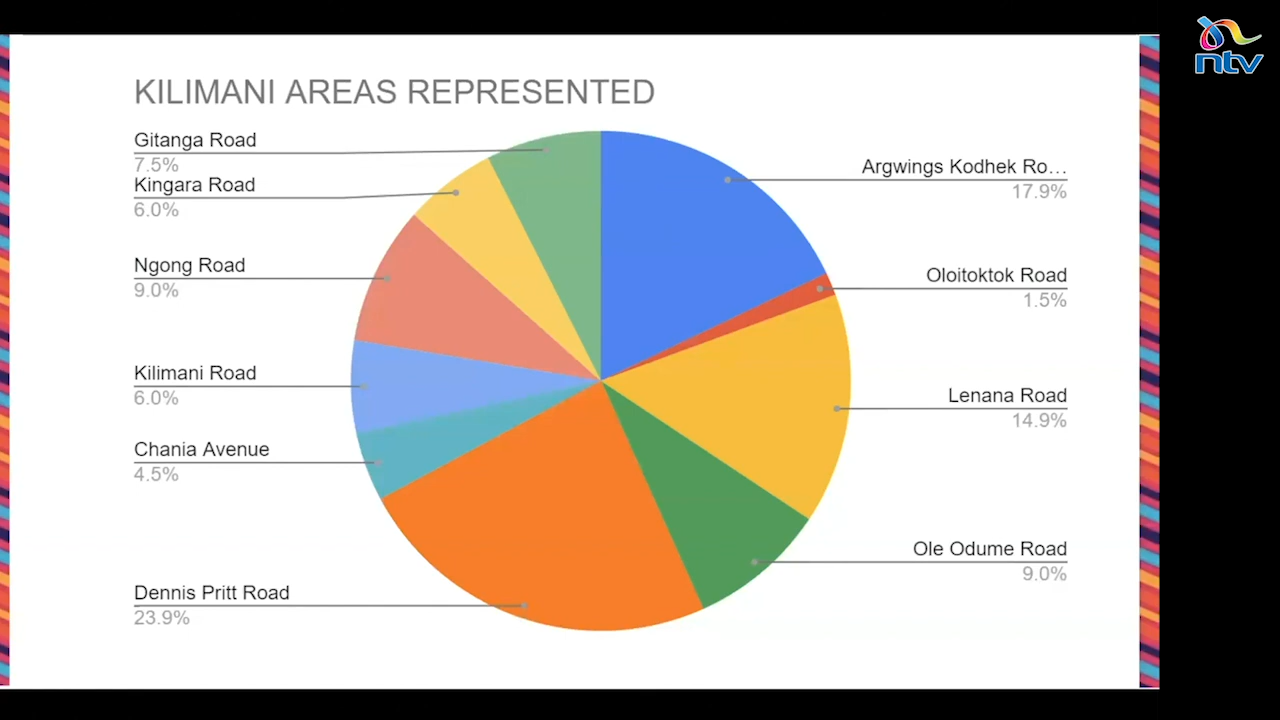 ntv
KILIMANI AREAS REPRESENTED
Gitanga Road
7.5%
Kingara Road
6.0%
Ngong Road
9.0%
Kilimani Road
6.0%
Chania Avenue
4.5%
Dennis Pritt Road
23.9%
Argwings Kodhek Ro…
17.9%
Oloitoktok Road
1.5%
Lenana Road
14.9%
Ole Odume Road
9.0%